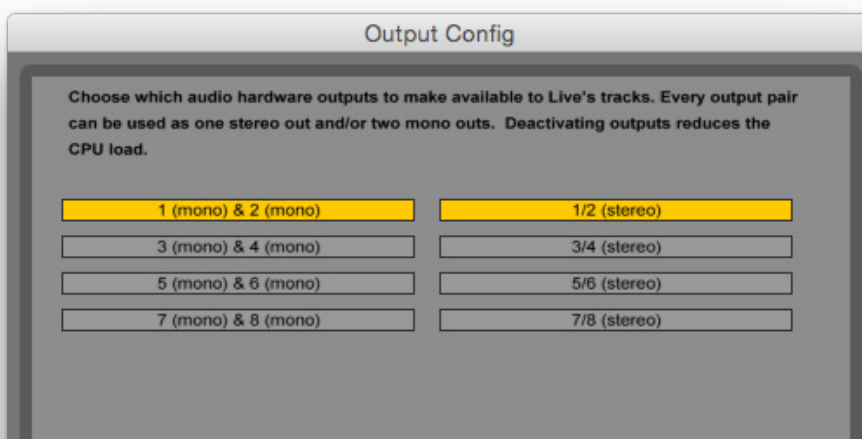 Output Config
Choose which audio hardware outputs to make available to Live's tracks. Every output pair
can be used as one stereo out and/or two mono outs.  Deactivating outputs reduces the
CPU load.
1 (mono) & 2 (mono)
1/2 (stereo)
3 (mono) & 4 (mono)
3/4 (stereo)
5 (mono) & 6 (mono)
5/6 (stereo)
7 (mono) & 8 (mono)
7/8 (stereo)